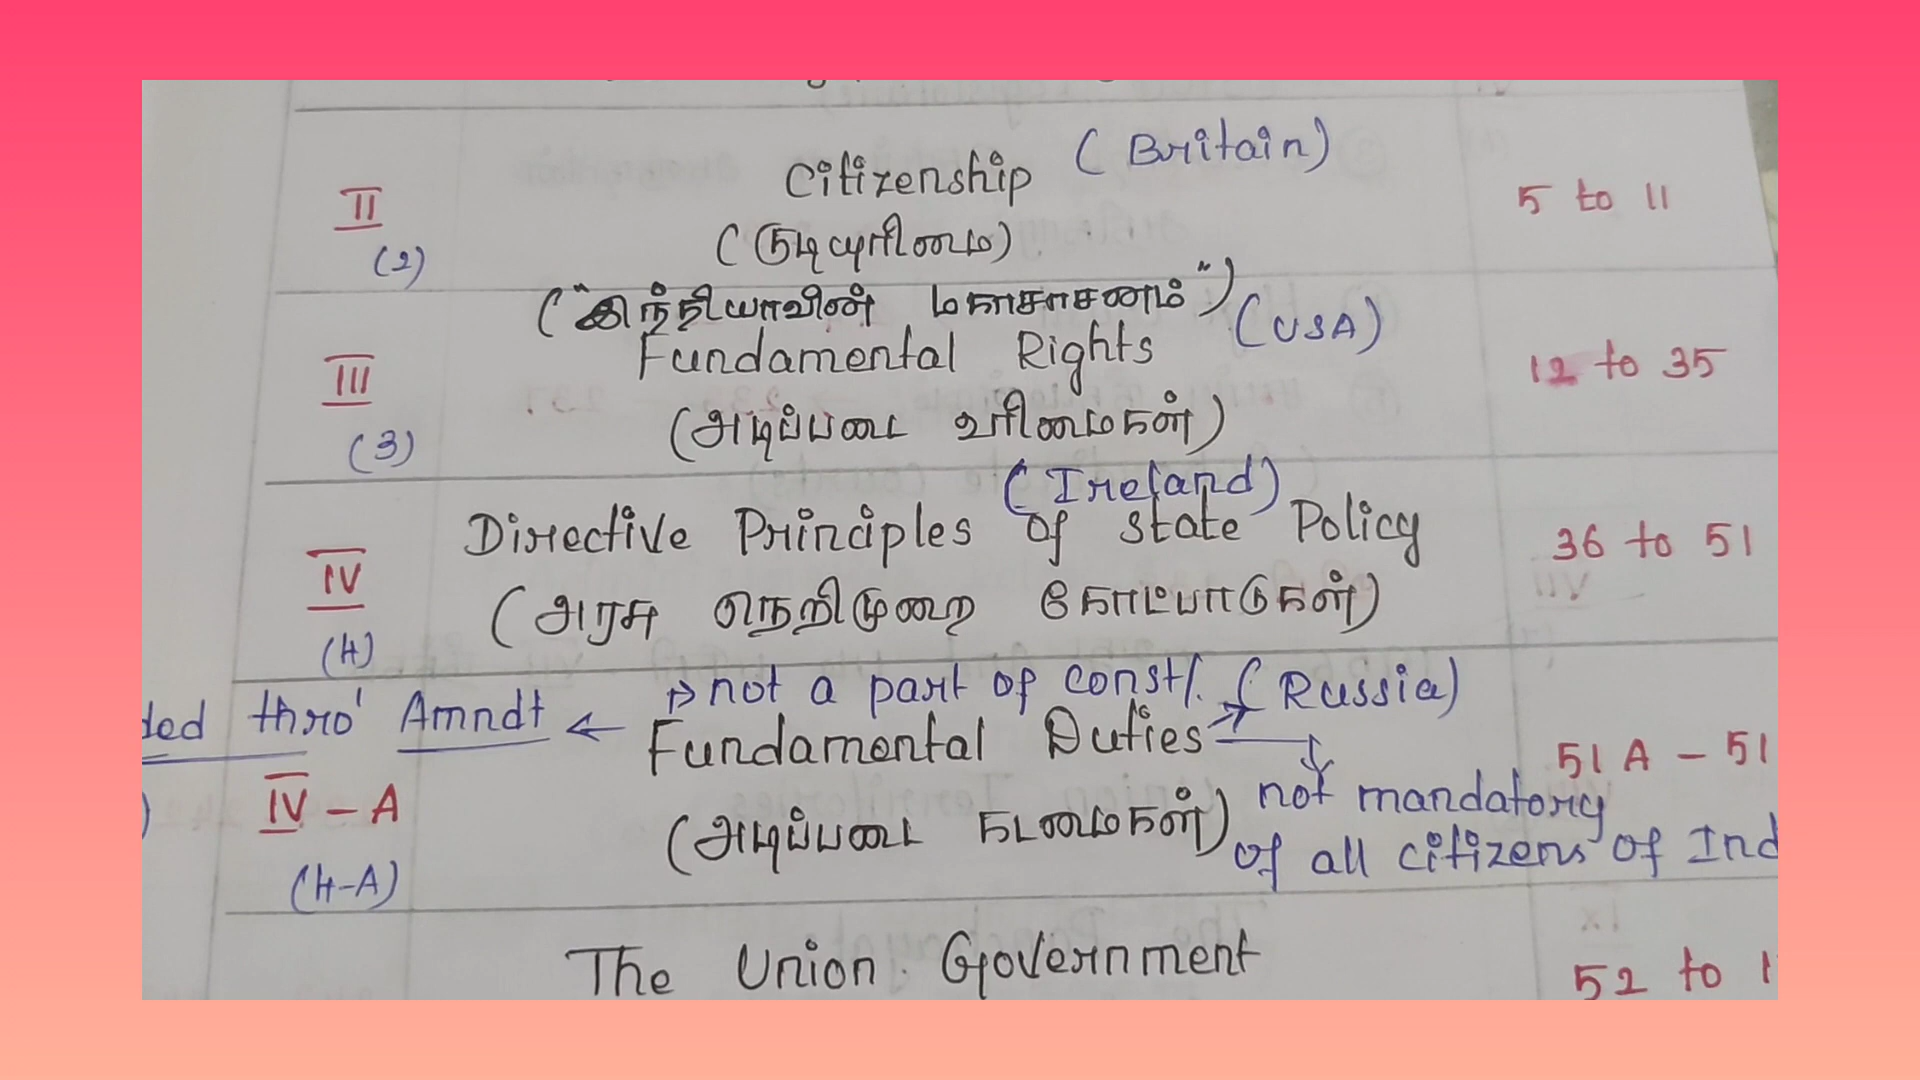 Citizenship (Britain)
II 5 to 11
(குடியுரிமை)
(2)
("இந்தியாவின் மகாசாசனம்")
Fundamental Rights (USA)
III 12 to 35
(அடிப்படை உரிமைகள்)
(3)
(Ireland)
Directive Principles of State Policy
IV 36 to 51
(அரசு நெறிமுறை கோட்பாடுகள்)
(4)
→ not a part of const/. (Russia)
thro' Amndt ← Fundamental Duties
IV - A 51 A - 51
not mandatory
(அடிப்படை கடமைகள்) of all citizens of
(4-A)
The Union Government
52 to